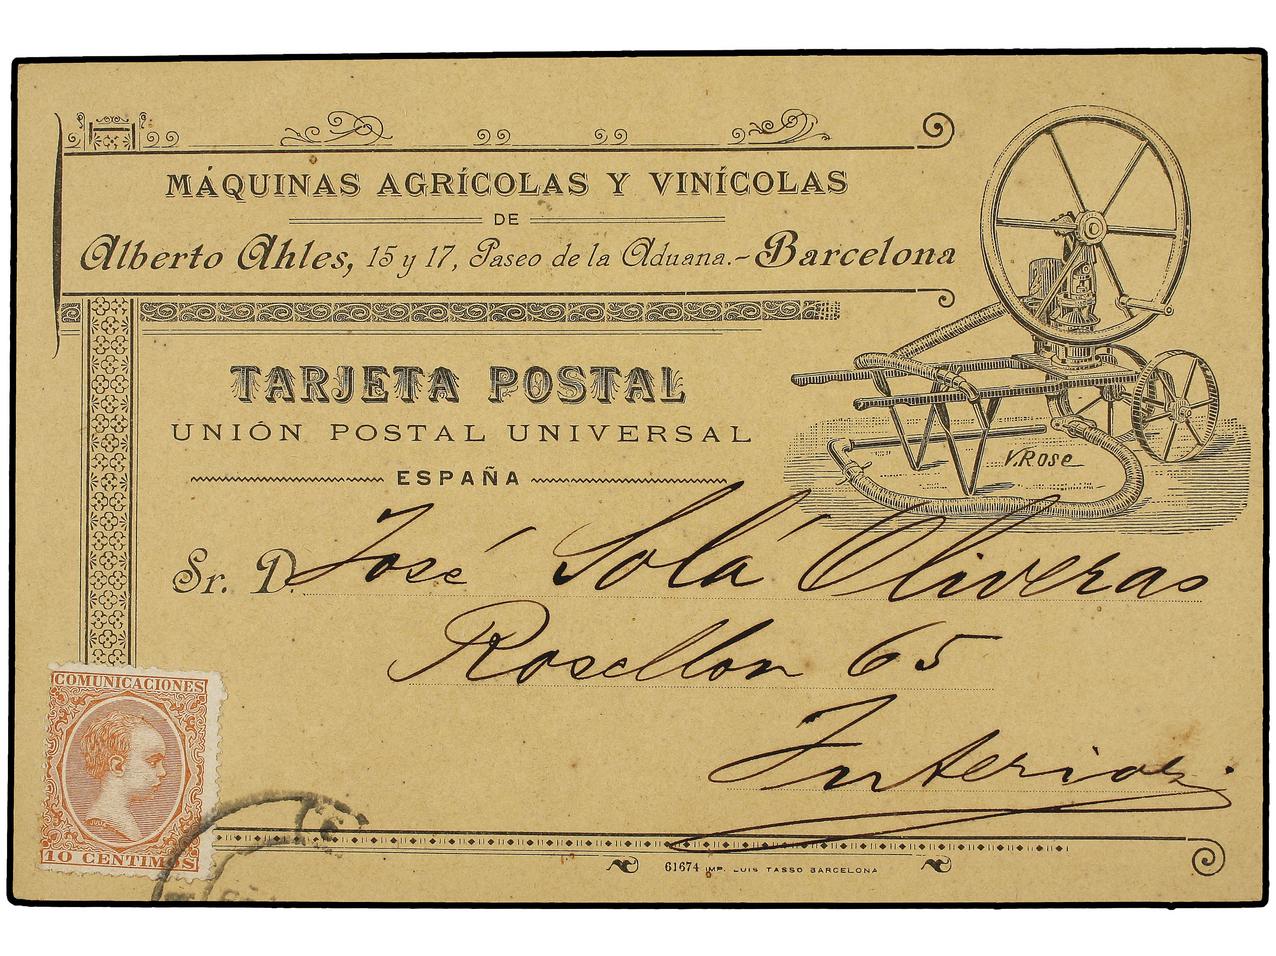 MÁQUINAS AGRÍCOLAS Y VINÍCOLAS
DE
Alberto Ahles, 15 y 17, Paseo de la Aduana.-Barcelona
TARJETA POSTAL
UNIÓN POSTAL UNIVERSAL
ESPAÑA
V. Rose
Sr. D. José Solá Oliveras
Rosellon 65
Interior.
COMUNICACIONES
10 CENTIMOS
61674 IMP. LUIS TASSO BARCELONA